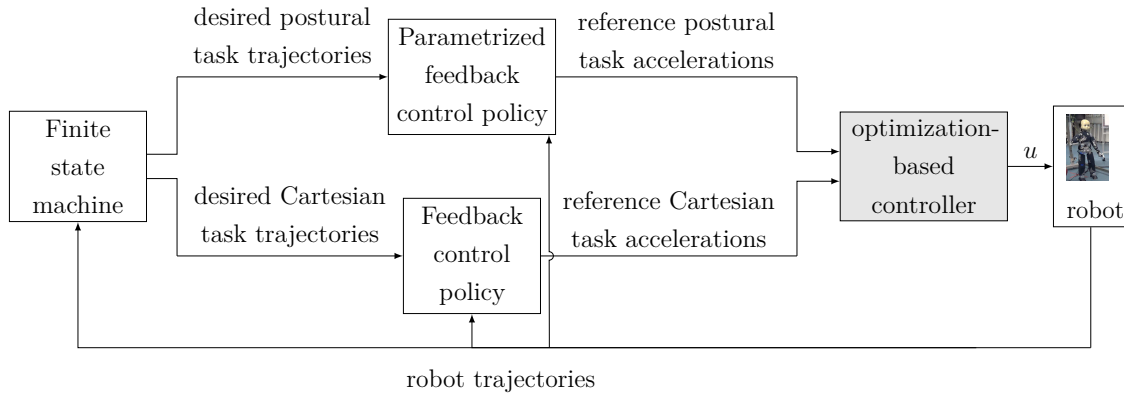 desired postural
task trajectories
Parametrized
feedback
control policy
reference postural
task accelerations
Finite
state
machine
desired Cartesian
task trajectories
Feedback
control
policy
reference Cartesian
task accelerations
optimization-
based
controller
u
robot
robot trajectories